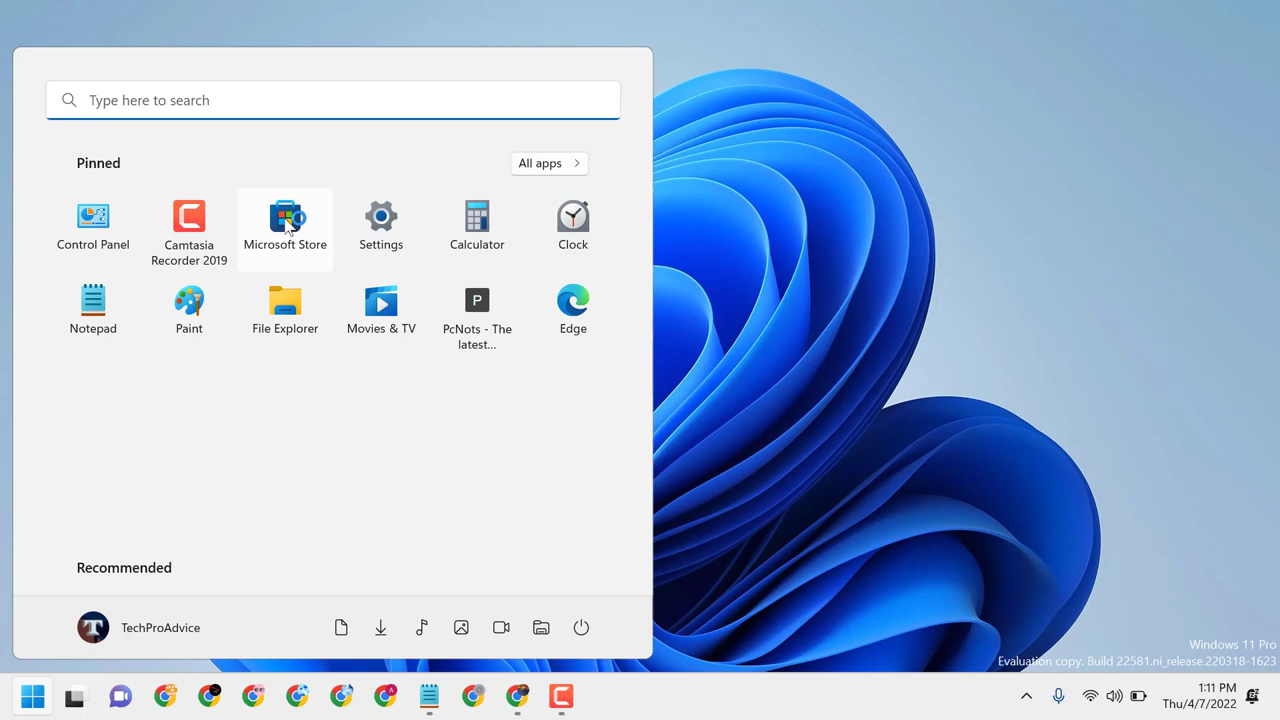 Type here to search
Pinned
All apps
Control Panel
Camtasia
Recorder 2019
Microsoft Store
Settings
Calculator
Clock
Notepad
Paint
File Explorer
Movies & TV
P
PcNots - The
latest...
Edge
Recommended
T
TechProAdvice
Windows 11 Pro
Evaluation copy. Build 22581.ni_release.220318-1623
1:11 PM
Thu/4/7/2022